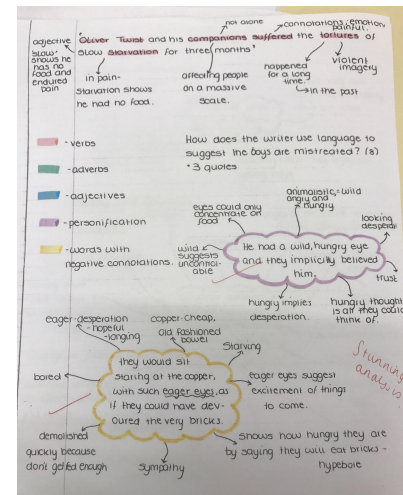 not alone
connotations, emotion
painful.
adjective
'Oliver Twist and his companions suffered the tortures of
slow starvation for three months'
slow-
shows he
has no
food and
endured
pain
in pain-
starvation shows
he had no food.
affecting people
on a massive
scale.
happened
for a long
time.
in the past
violent
imagery
-verbs
-adverbs
-adjectives
-personification
-words with
negative connotations.
How does the writer use language to
suggest the boys are mistreated? (8)
• 3 quotes
animalistic, = wild
angry and
hungry
eyes could only
concentrate on
food
looking
wild
suggests
He had a wild, hungry eye
and they implicitly believed
him.
trust
hungry implies
desperation.
hungry thought
is all they could
think of.
eager-desperation
-hopeful
-longing
copper-cheap,
old fashioned
starving
they would sit
staring at the copper,
with such eager eyes, as
if they could have dev-
oured the very bricks.
bored
eager eyes suggest
excitement of things
to come.
Stunning
analysis
demolished
quickly because
don't get fed enough
sympathy
shows how hungry they are
by saying they will eat bricks -
hypebole